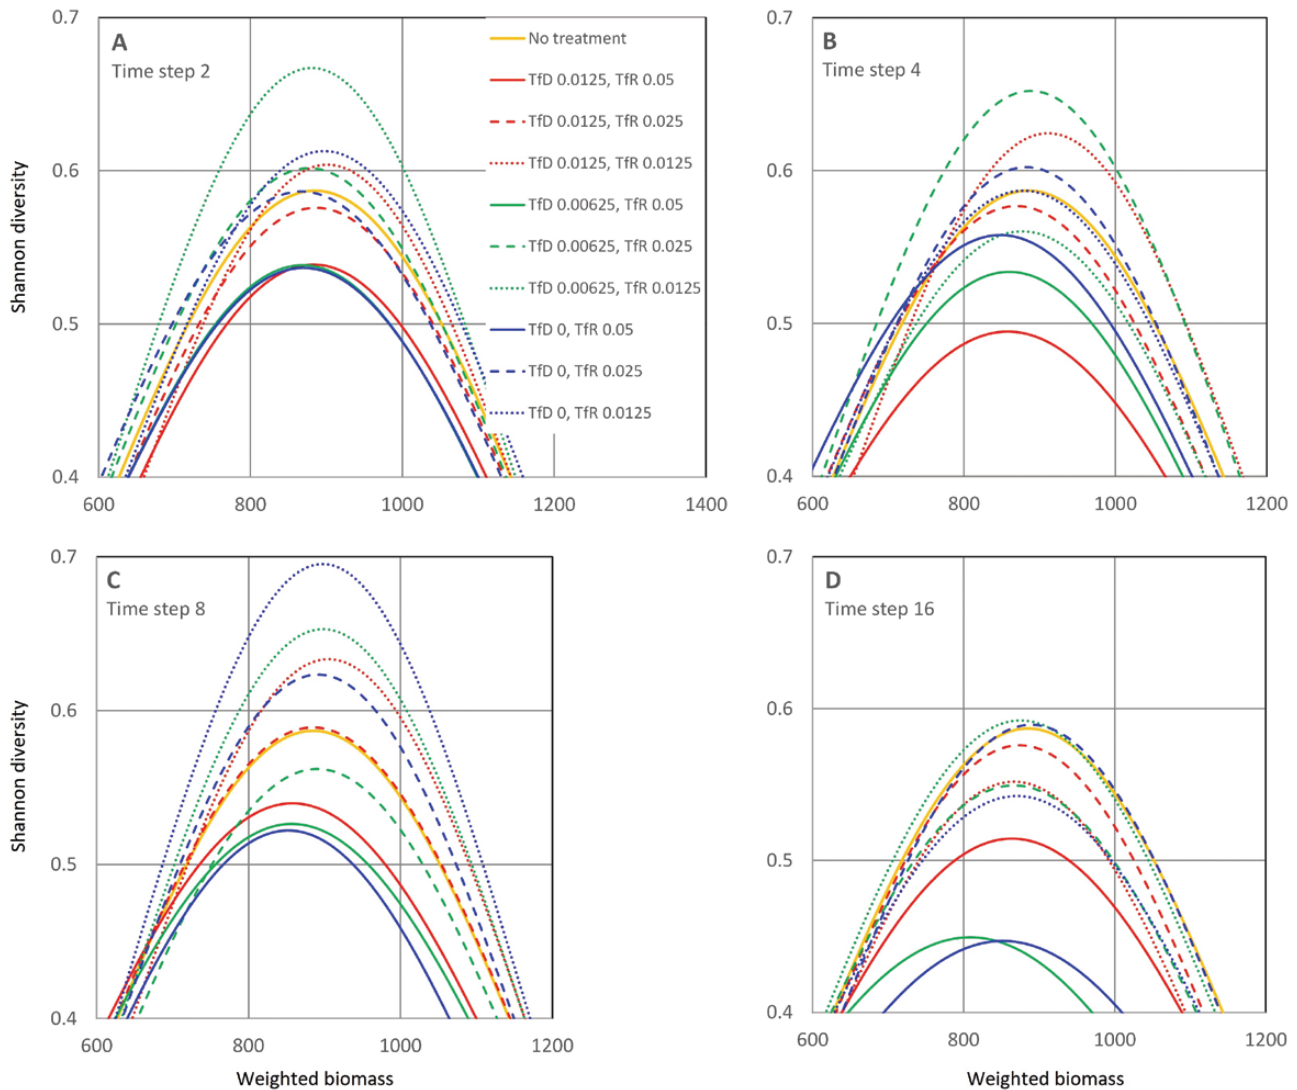 0.7
0.6
0.5
0.4
Shannon diversity
A
Time step 2
No treatment
TfD 0.0125, TfR 0.05
TfD 0.0125, TfR 0.025
TfD 0.0125, TfR 0.0125
TfD 0.00625, TfR 0.05
TfD 0.00625, TfR 0.025
TfD 0.00625, TfR 0.0125
TfD 0, TfR 0.05
TfD 0, TfR 0.025
TfD 0, TfR 0.0125
600 800 1000 1200 1400
0.7
0.6
0.5
0.4
B
Time step 4
600 800 1000 1200
0.7
0.6
0.5
0.4
Shannon diversity
C
Time step 8
600 800 1000 1200
Weighted biomass
0.7
0.6
0.5
0.4
D
Time step 16
600 800 1000 1200
Weighted biomass